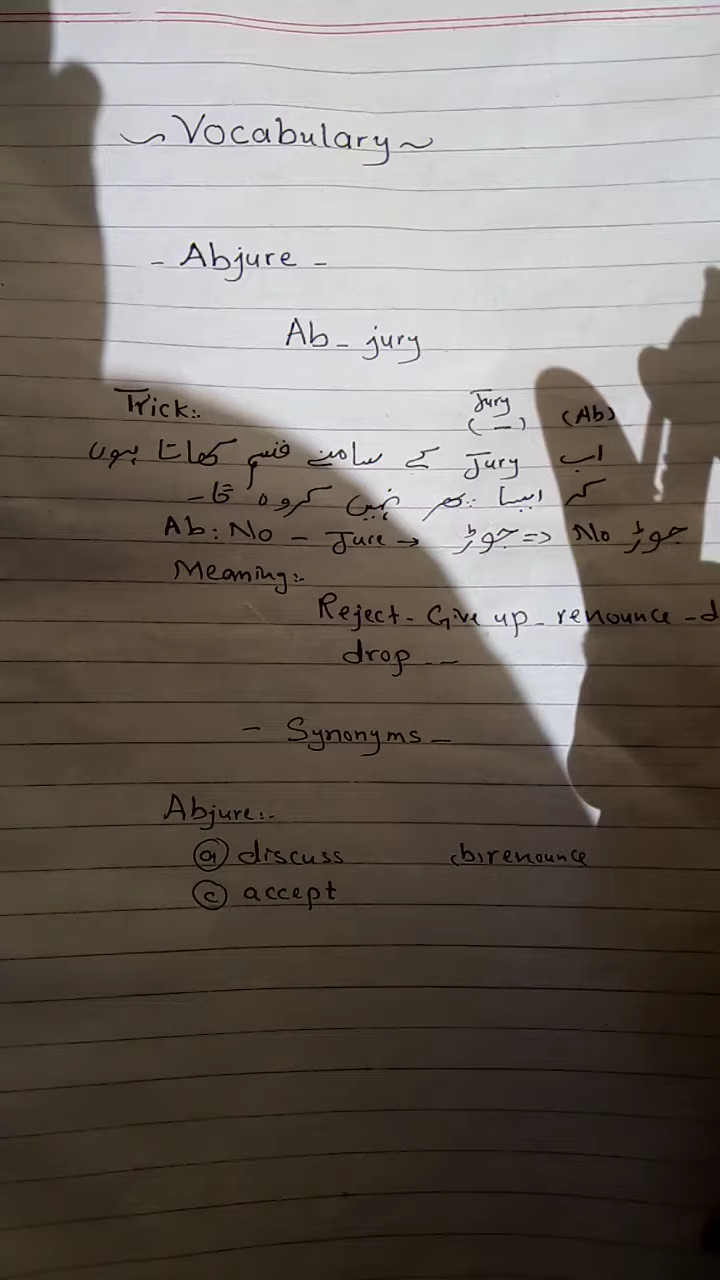 ~ Vocabulary ~
- Abjure -
Ab - jury
Trick:. Jury (Ab)
(—)
اب Jury کے سامنے قسم کھاتا ہوں
کہ ایسا پھر نہیں کروں گا۔
Ab: No - Jure → جوڑ => No جوڑ
Meaning:-
Reject - Give up - renounce -
drop --
- Synonyms -
Abjure:-
(a) discuss (b) renounce
(c) accept